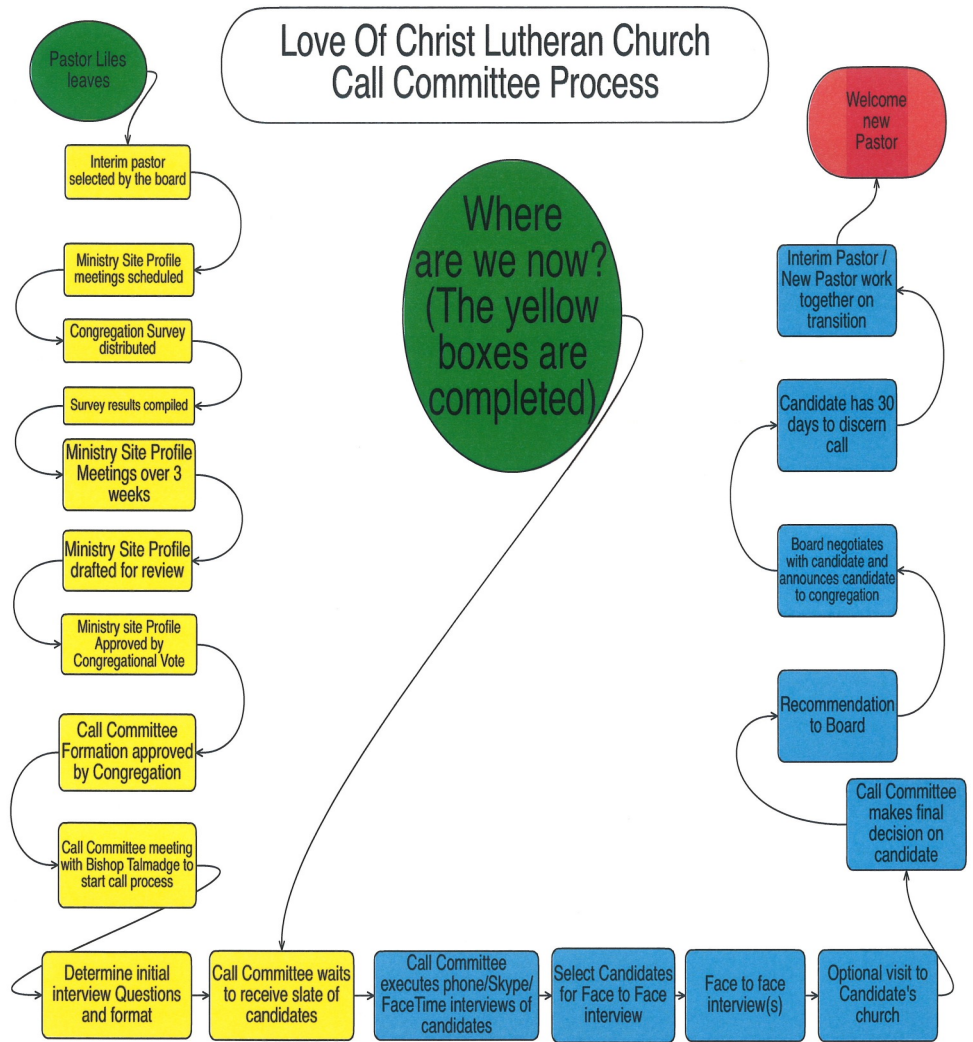 Love Of Christ Lutheran Church
Call Committee Process
Pastor Liles
leaves
Interim pastor
selected by the board
Ministry Site Profile
meetings scheduled
Congregation Survey
distributed
Survey results compiled
Ministry Site Profile
Meetings over 3
weeks
Ministry Site Profile
drafted for review
Ministry site Profile
Approved by
Congregational Vote
Call Committee
Formation approved
by Congregation
Call Committee meeting
with Bishop Talmadge to
start call process
Determine initial
interview Questions
and format
Call Committee waits
to receive slate of
candidates
Where
are we now?
(The yellow
boxes are
completed)
Call Committee
executes phone/Skype/
FaceTime interviews of
candidates
Select Candidates
for Face to Face
interview
Face to face
interview(s)
Optional visit to
Candidate's
church
Call Committee
makes final
decision on
candidate
Recommendation
to Board
Board negotiates
with candidate and
announces candidate
to congregation
Candidate has 30
days to discern
call
Interim Pastor /
New Pastor work
together on
transition
Welcome
new
Pastor